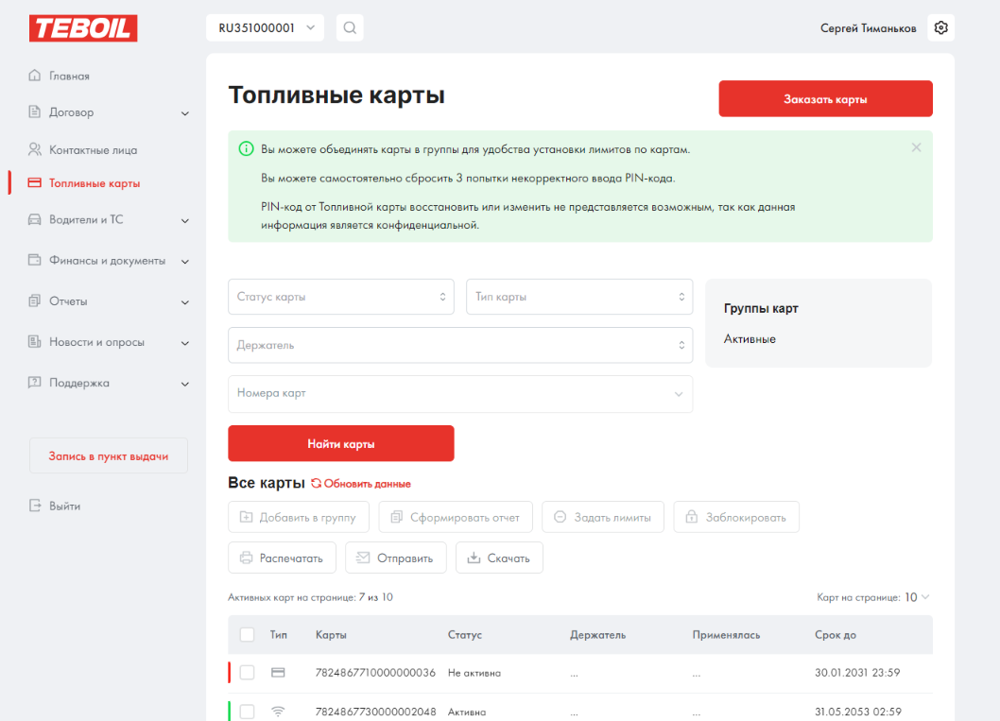 TEBOIL
RU351000001
Сергей Тиманьков
Главная
Договор
Контактные лица
Топливные карты
Водители и ТС
Финансы и документы
Отчеты
Новости и опросы
Поддержка
Запись в пункт выдачи
Выйти
Топливные карты
Заказать карты
Вы можете объединять карты в группы для удобства установки лимитов по картам.
Вы можете самостоятельно сбросить 3 попытки некорректного ввода PIN-кода.
PIN-код от Топливной карты восстановить или изменить не представляется возможным, так как данная
информация является конфиденциальной.
Статус карты
Тип карты
Держатель
Номера карт
Группы карт
Активные
Найти карты
Все карты Обновить данные
Добавить в группу Сформировать отчет Задать лимиты Заблокировать
Распечатать Отправить Скачать
Активных карт на странице: 7 из 10 Карт на странице: 10
Тип Карты Статус Держатель Применялась Срок до
7824867710000000036 Не активна ... ... 30.01.2031 23:59
7824867730000002048 Активна ... ... 31.05.2053 02:59